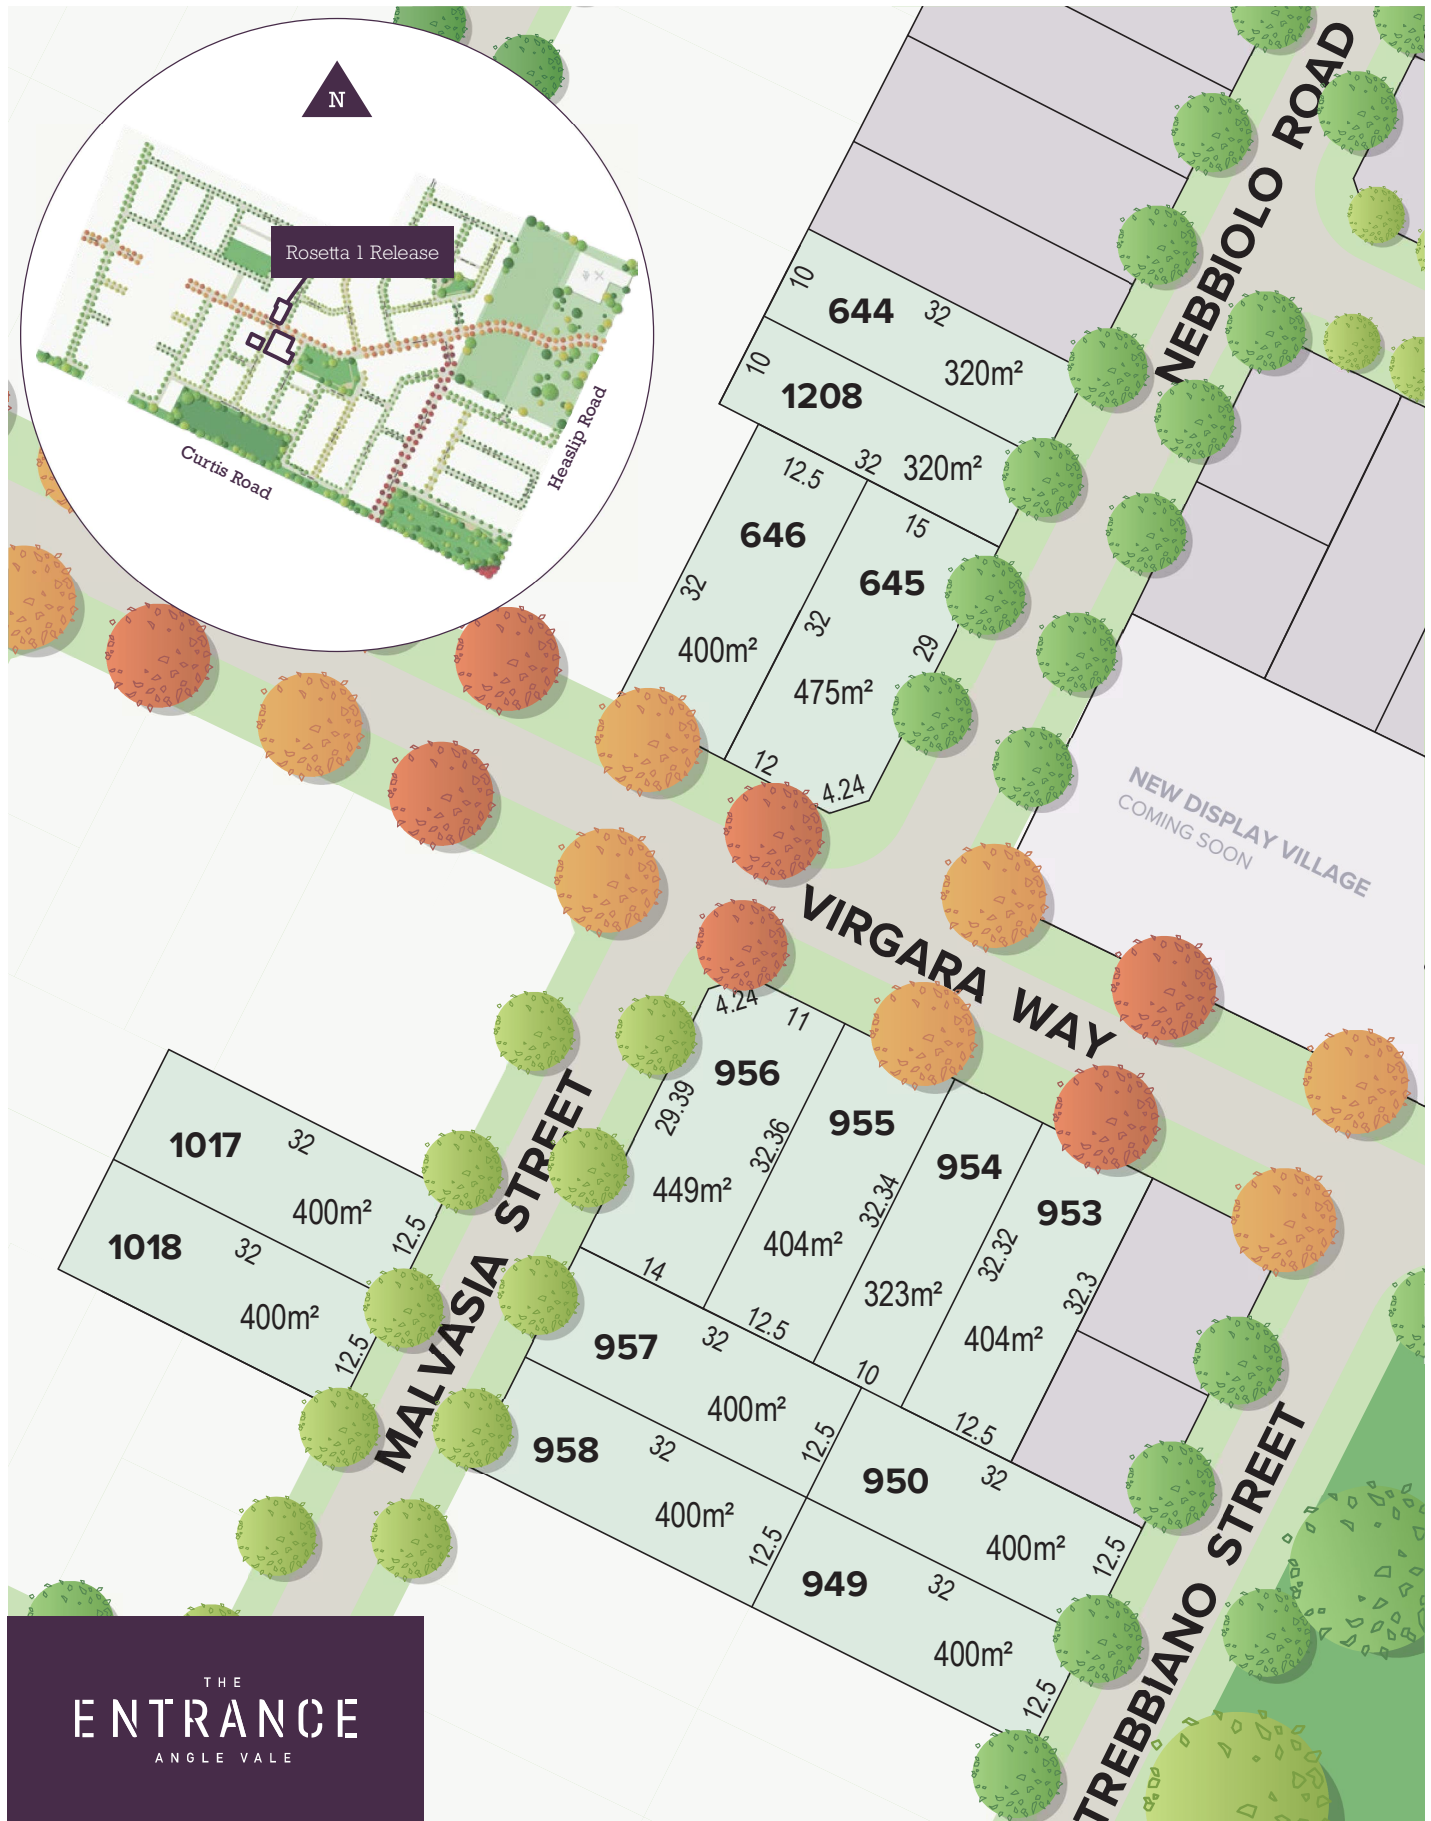 N
Rosetta 1 Release
Curtis Road
Heaslip Road
NEBBIOLO ROAD
10
644
32
320m²
10
1208
32
320m²
12.5
646
32
400m²
15
645
32
29
475m²
12
4.24
NEW DISPLAY VILLAGE
COMING SOON
VIRGARA WAY
4.24
11
956
29.39
32.36
449m²
14
955
32.34
404m²
12.5
954
32.32
323m²
10
953
32.3
404m²
12.5
1017
32
400m²
12.5
1018
32
400m²
12.5
MALVASIA STREET
957
32
400m²
12.5
958
32
400m²
12.5
950
32
400m²
12.5
949
32
400m²
12.5
TREBBIANO STREET
THE
ENTRANCE
ANGLE VALE